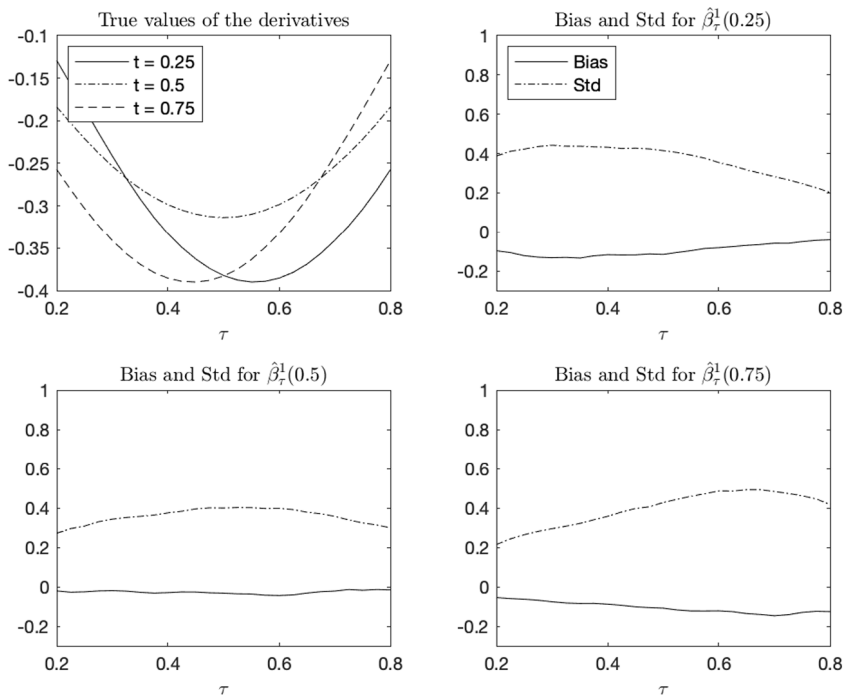 True values of the derivatives
-0.1
-0.15
-0.2
-0.25
-0.3
-0.35
-0.4
t = 0.25
t = 0.5
t = 0.75
0.2 0.4 0.6 0.8
τ
Bias and Std for β̂¹τ(0.25)
1
0.8
0.6
0.4
0.2
0
-0.2
Bias
Std
0.2 0.4 0.6 0.8
τ
Bias and Std for β̂¹τ(0.5)
1
0.8
0.6
0.4
0.2
0
-0.2
0.2 0.4 0.6 0.8
τ
Bias and Std for β̂¹τ(0.75)
1
0.8
0.6
0.4
0.2
0
-0.2
0.2 0.4 0.6 0.8
τ